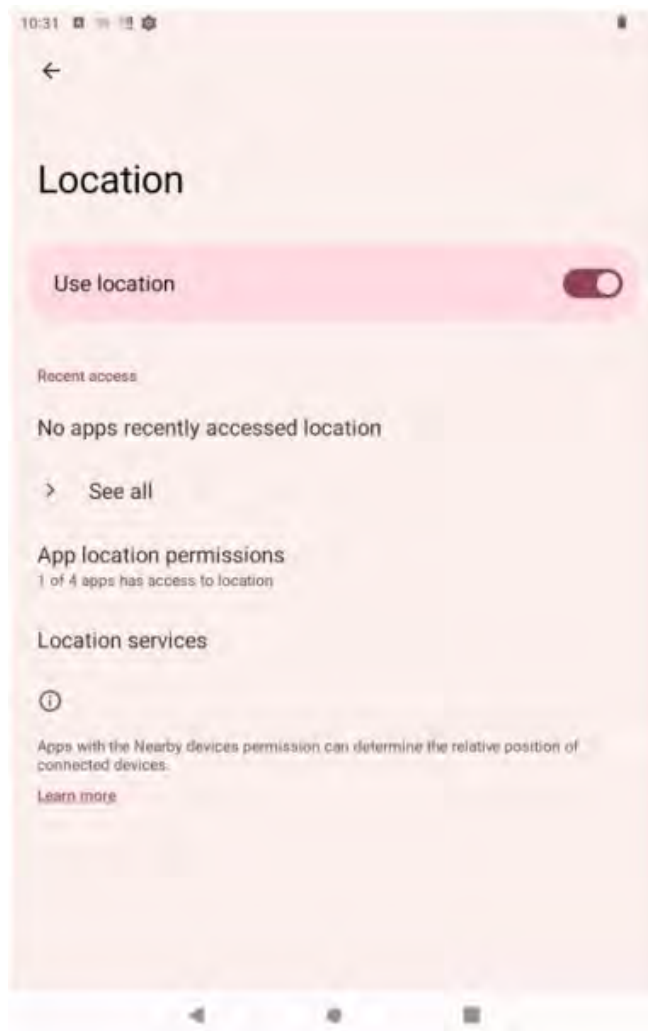 10:31
Location
Use location
Recent access
No apps recently accessed location
See all
App location permissions
1 of 4 apps has access to location
Location services
Apps with the Nearby devices permission can determine the relative position of
connected devices.
Learn more